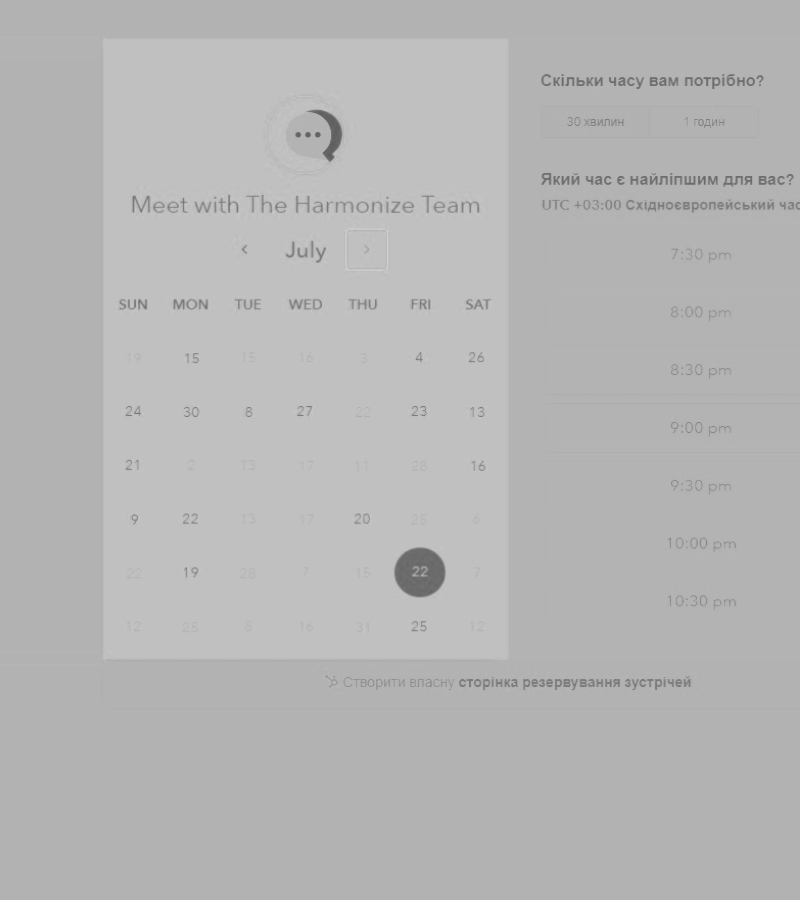 Meet with The Harmonize Team
July
SUN MON TUE WED THU FRI SAT
19 15 15 16 3 4 26
24 30 8 27 22 23 13
21 2 13 17 11 28 16
9 22 13 17 20 25 6
22 19 28 7 15 22 7
12 25 8 16 31 25 12
Скільки часу вам потрібно?
30 хвилин 1 годин
Який час є найліпшим для вас?
UTC +03:00 Східноєвропейський час
7:30 pm
8:00 pm
8:30 pm
9:00 pm
9:30 pm
10:00 pm
10:30 pm
Створити власну сторінка резервування зустрічей